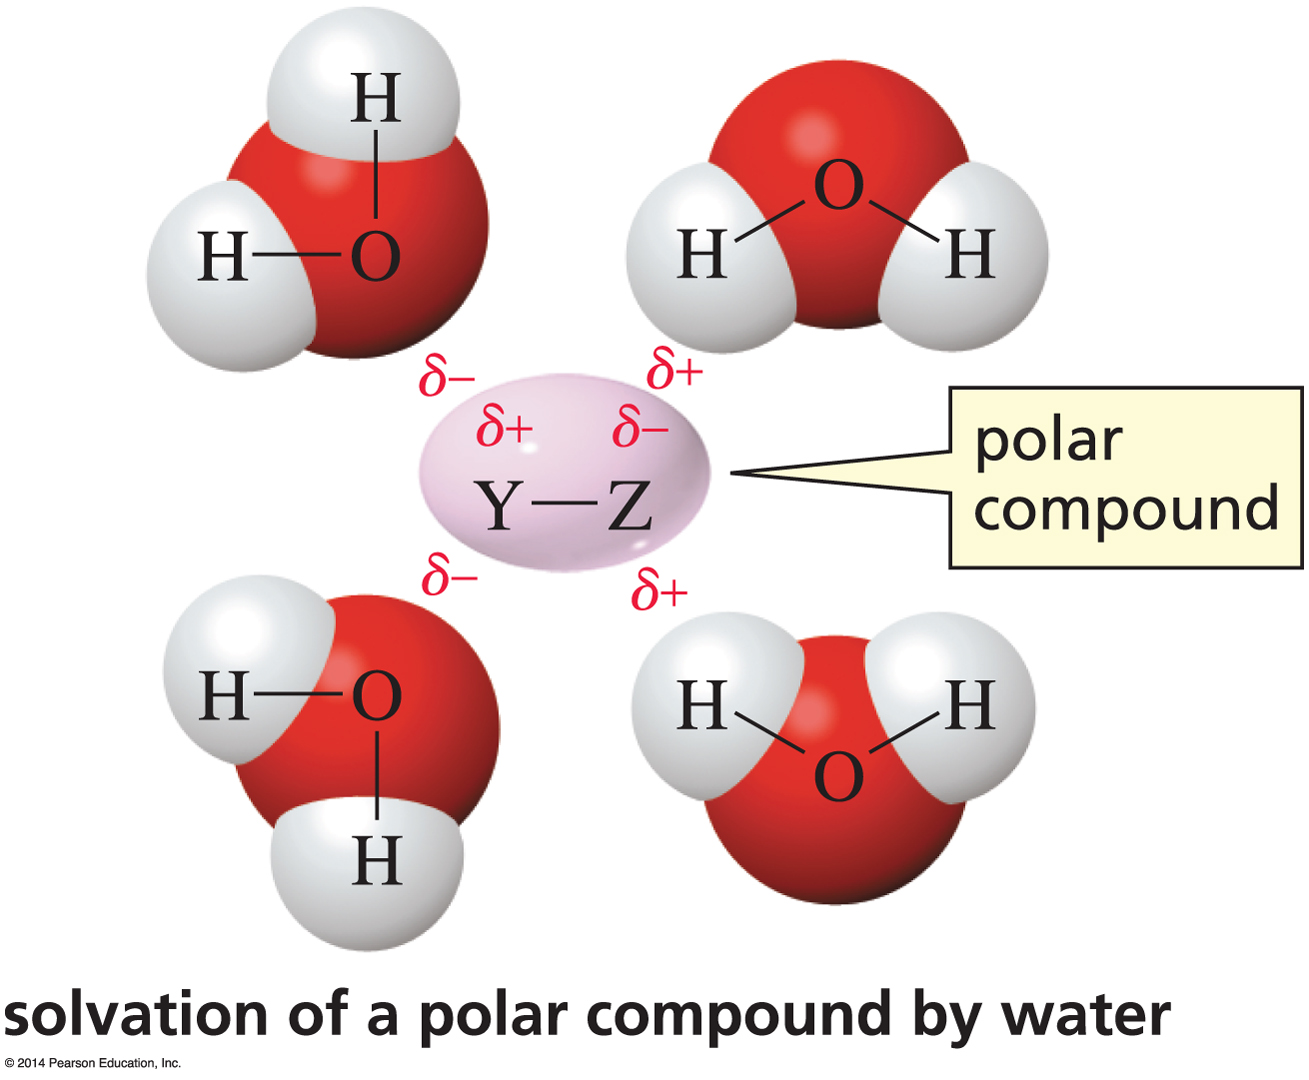 H
H O
O
H H
δ− δ+
δ+ δ−
Y Z
polar
compound
δ− δ+
H O
H H
O
H
solvation of a polar compound by water
© 2014 Pearson Education, Inc.